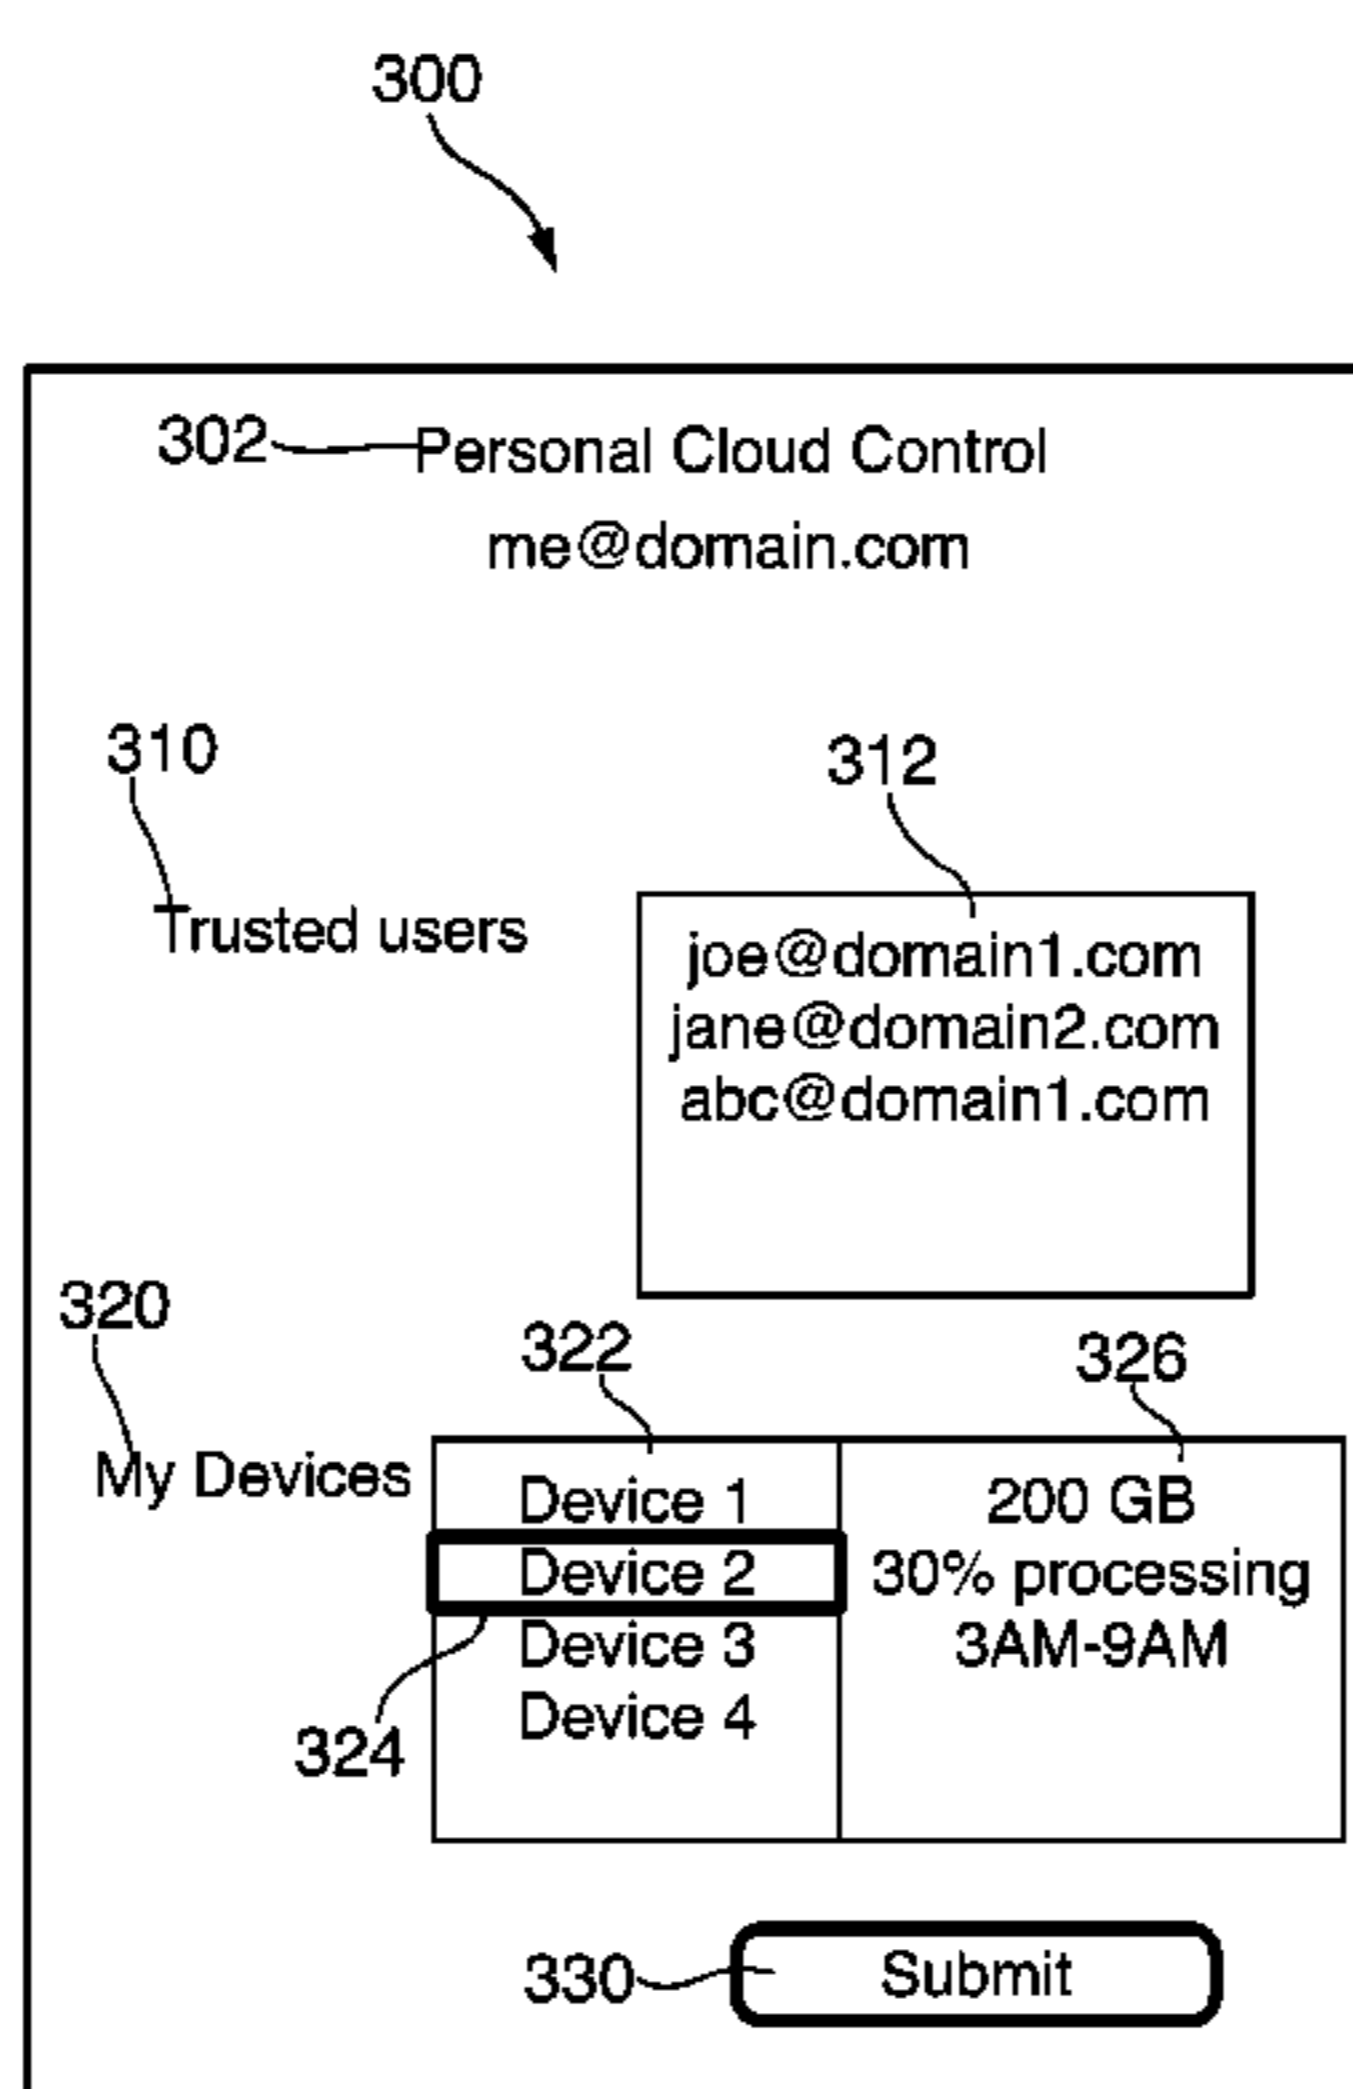 300
302 Personal Cloud Control
me@domain.com
310
312
Trusted users
joe@domain1.com
jane@domain2.com
abc@domain1.com
320
322
326
My Devices
Device 1
Device 2
Device 3
Device 4
200 GB
30% processing
3AM-9AM
324
330 Submit